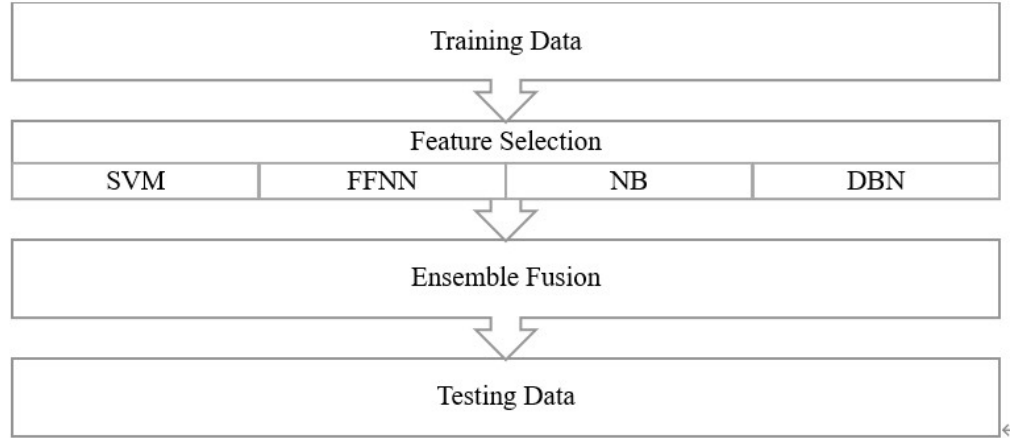 Training Data
Feature Selection
SVM FFNN NB DBN
Ensemble Fusion
Testing Data